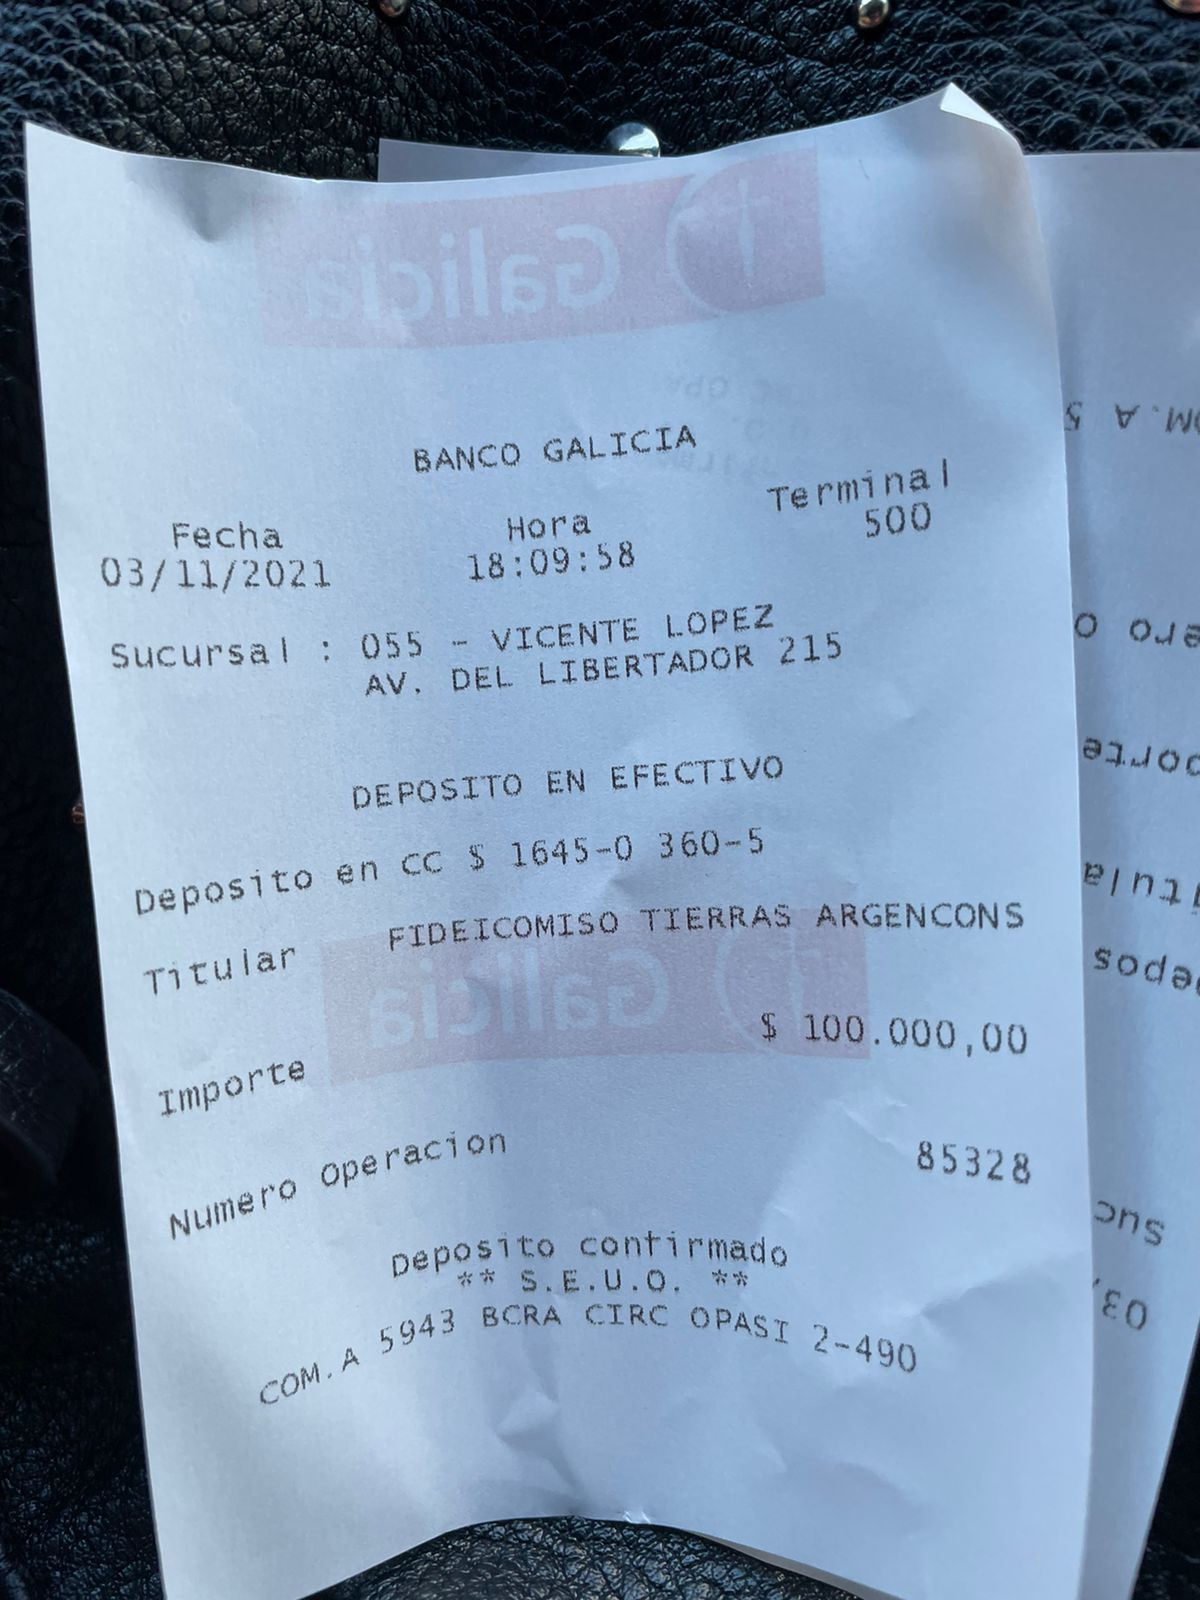 Galicia
BANCO GALICIA
Fecha Hora Terminal
03/11/2021 18:09:58 500
Sucursal : 055 - VICENTE LOPEZ
AV. DEL LIBERTADOR 215
DEPOSITO EN EFECTIVO
Deposito en CC $ 1645-0 360-5
Titular FIDEICOMISO TIERRAS ARGENCONS
Galicia
Importe $ 100.000,00
Numero Operacion 85328
Deposito confirmado
** S.E.U.O. **
COM.A 5943 BCRA CIRC OPASI 2-490